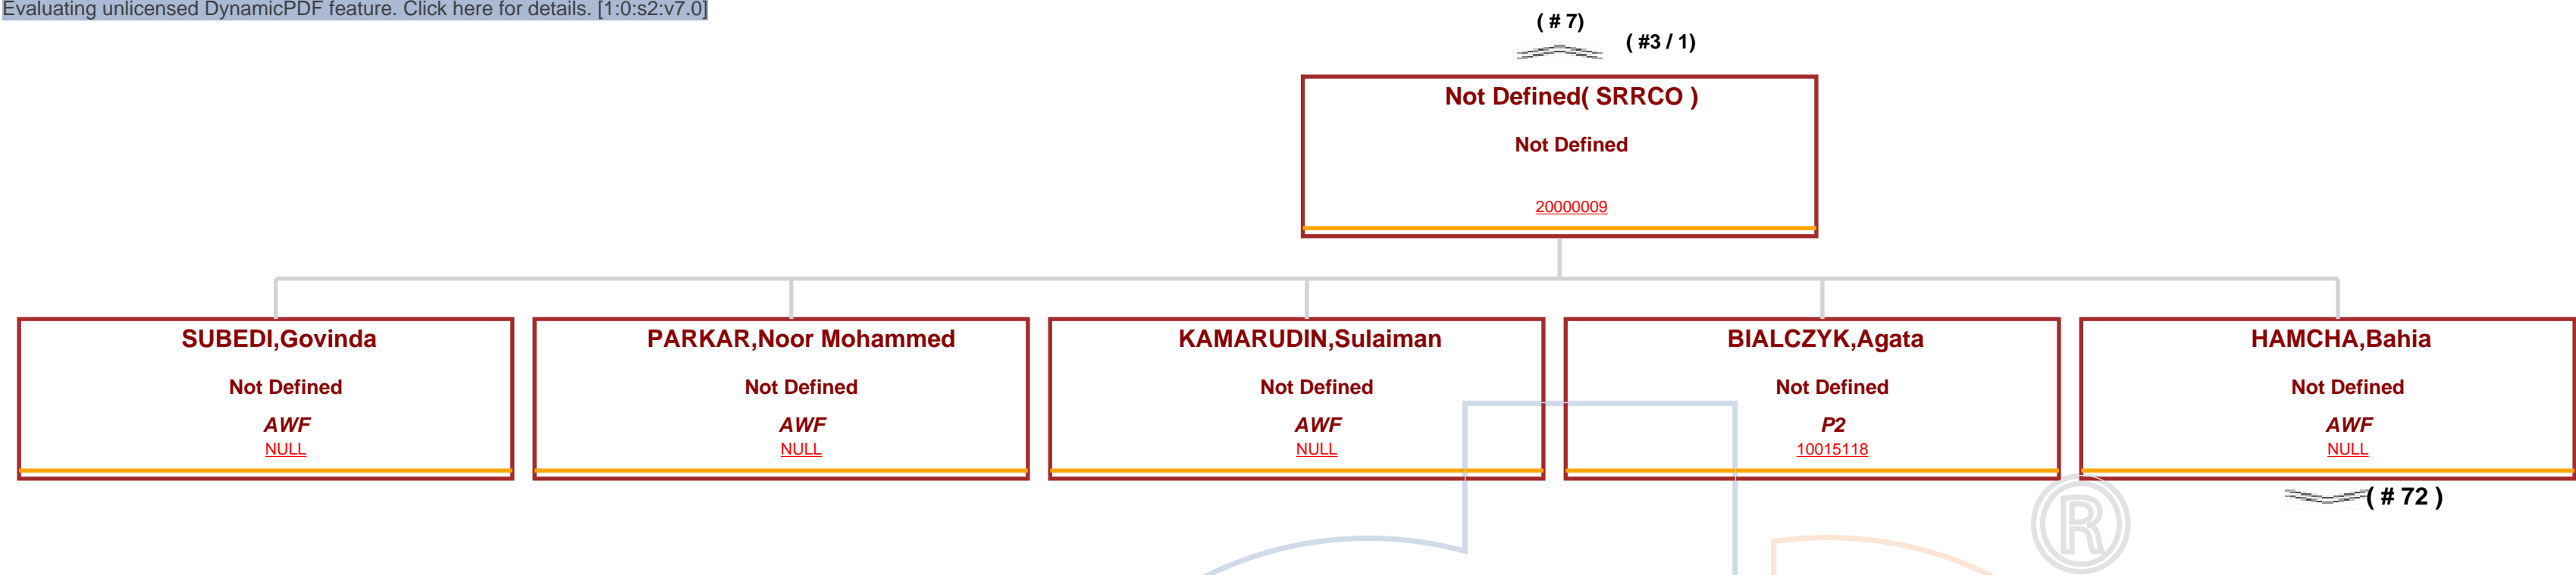 Evaluating unlicensed DynamicPDF feature. Click here for details. [1:0:s2:v7.0]
( # 7)
( #3 / 1)
Not Defined( SRRCO )
Not Defined
20000009
SUBEDI,Govinda
Not Defined
AWF
NULL
PARKAR,Noor Mohammed
Not Defined
AWF
NULL
KAMARUDIN,Sulaiman
Not Defined
AWF
NULL
BIALCZYK,Agata
Not Defined
P2
10015118
HAMCHA,Bahia
Not Defined
AWF
NULL
( # 72 )
®